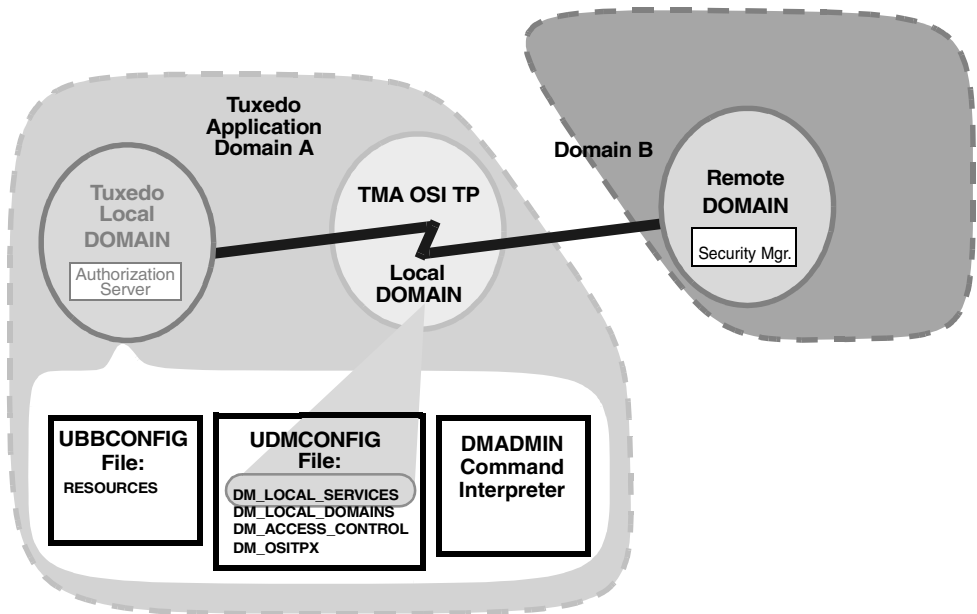 Tuxedo
Application
Domain A
Domain B
Tuxedo
Local
DOMAIN
Authorization
Server
TMA OSI TP
Local
DOMAIN
Remote
DOMAIN
Security Mgr.
UBBCONFIG
File:
RESOURCES
UDMCONFIG
File:
DM_LOCAL_SERVICES
DM_LOCAL_DOMAINS
DM_ACCESS_CONTROL
DM_OSITPX
DMADMIN
Command
Interpreter